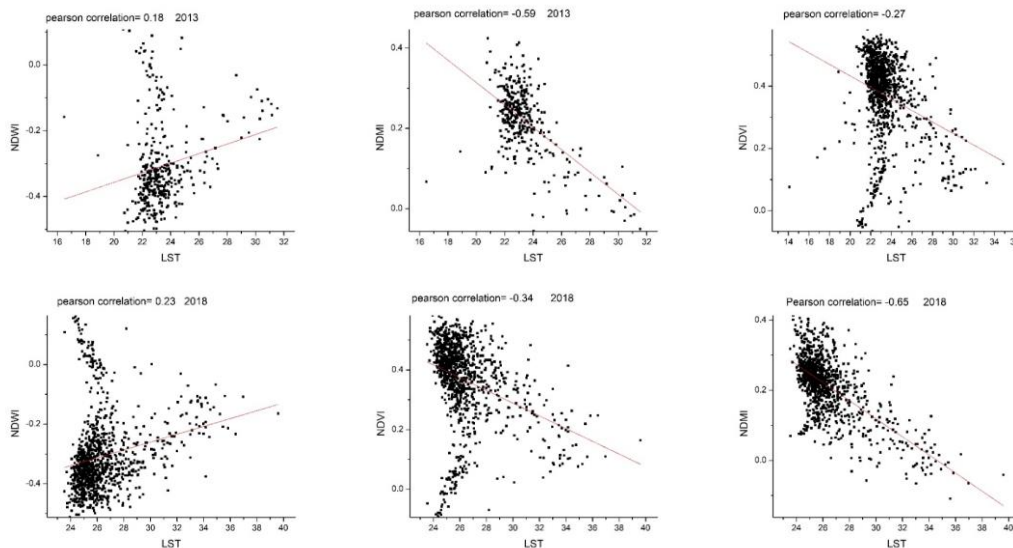 pearson correlation= 0.18 2013
0.0
-0.2
-0.4
NDWI
16 18 20 22 24 26 28 30 32
LST
pearson correlation= -0.59 2013
0.4
0.2
0.0
NDMI
16 18 20 22 24 26 28 30 32
LST
pearson correlation= -0.27
0.4
0.2
0.0
NDVI
14 16 18 20 22 24 26 28 30 32 34 36
LST
pearson correlation= 0.23 2018
0.0
-0.2
-0.4
NDWI
24 26 28 30 32 34 36 38 40
LST
pearson correlation= -0.34 2018
0.4
0.2
0.0
NDVI
24 26 28 30 32 34 36 38 40
LST
Pearson correlation= -0.65 2018
0.4
0.2
0.0
NDMI
24 26 28 30 32 34 36 38 40
LST